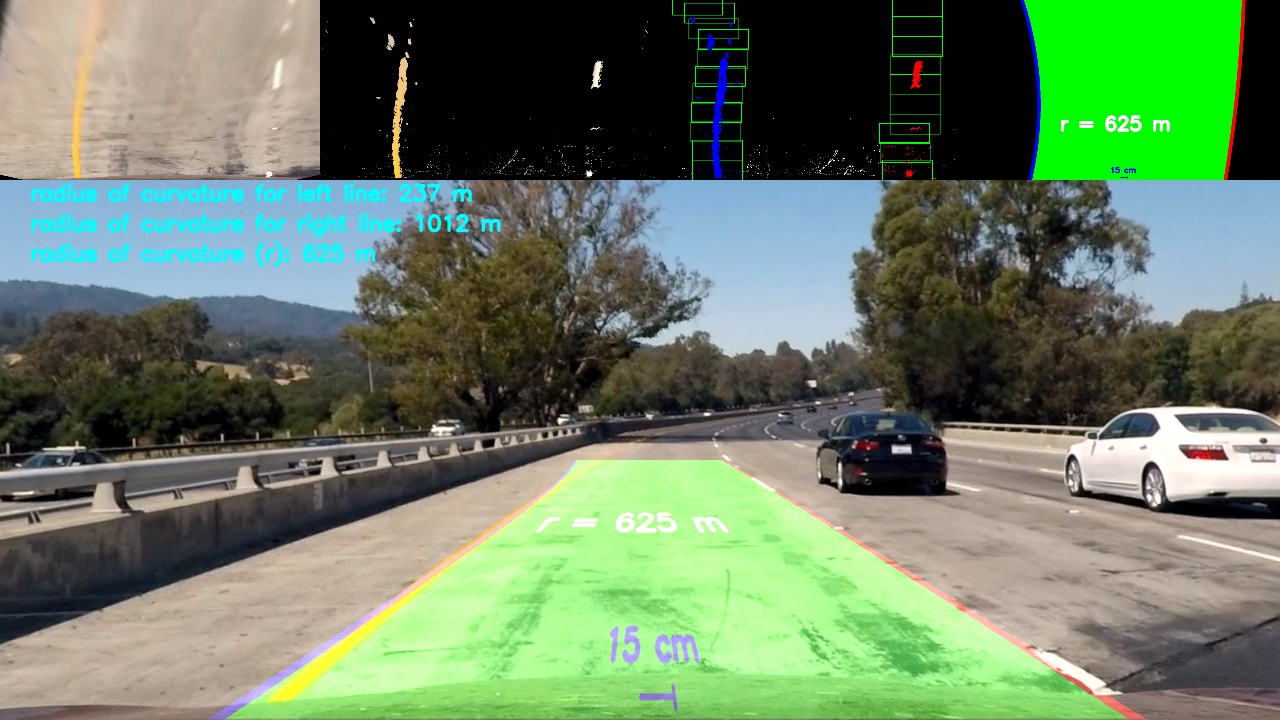 r = 625 m
15 cm
radius of curvature for left line: 237 m
radius of curvature for right line: 1012 m
radius of curvature (r): 625 m
r = 625 m
15 cm